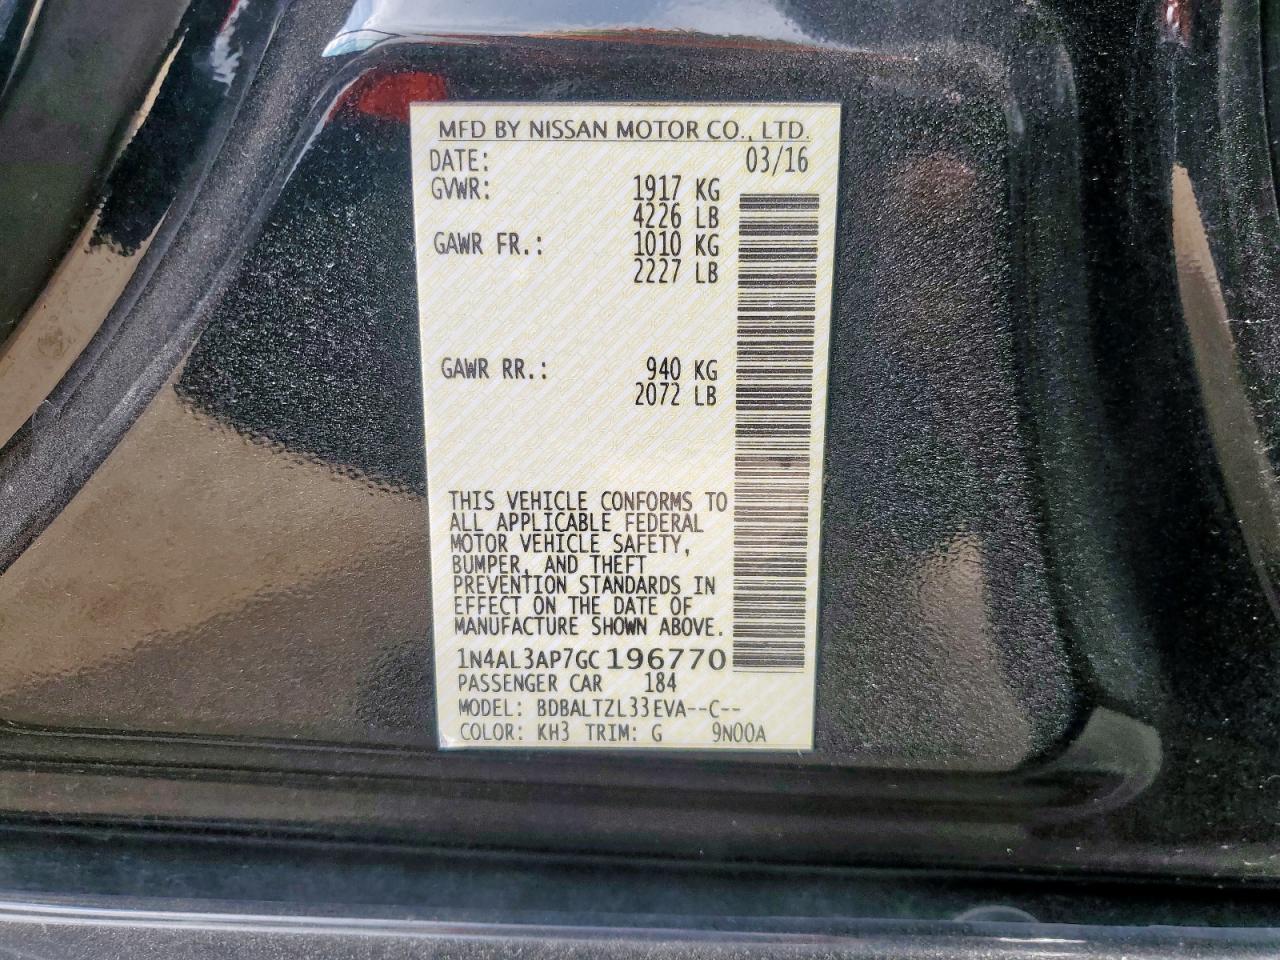 MFD BY NISSAN MOTOR CO., LTD.
DATE: 03/16
GVWR: 1917 KG
4226 LB
GAWR FR.: 1010 KG
2227 LB
GAWR RR.: 940 KG
2072 LB
THIS VEHICLE CONFORMS TO
ALL APPLICABLE FEDERAL
MOTOR VEHICLE SAFETY,
BUMPER, AND THEFT
PREVENTION STANDARDS IN
EFFECT ON THE DATE OF
MANUFACTURE SHOWN ABOVE.
1N4AL3AP7GC196770
PASSENGER CAR 184
MODEL: BDBALTZL33EVA--C--
COLOR: KH3 TRIM: G 9N00A